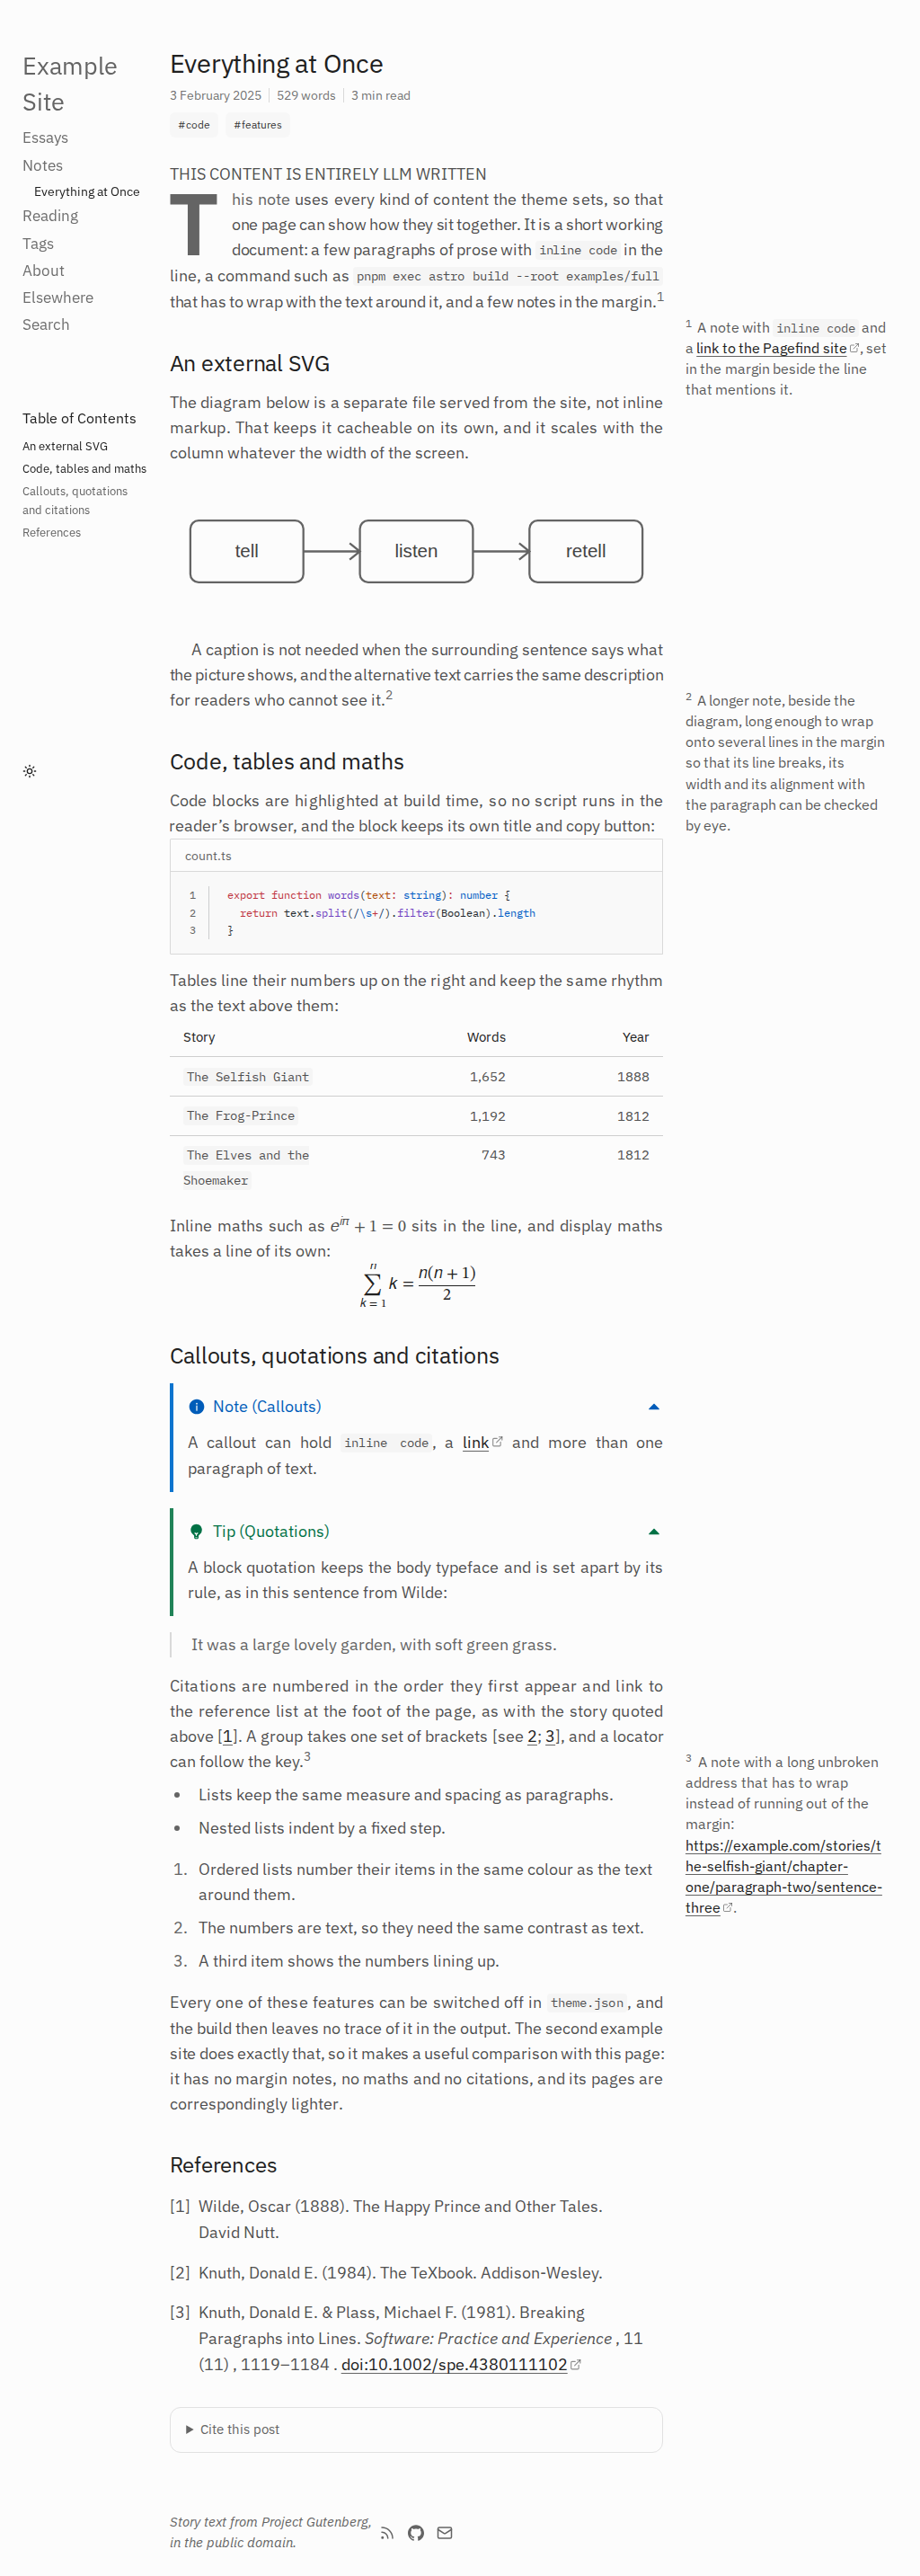 Example
Site
Essays
Notes
Everything at Once
Reading
Tags
About
Elsewhere
Search
Table of Contents
An external SVG
Code, tables and maths
Callouts, quotations
and citations
References
Everything at Once
3 February 2025 529 words 3 min read
#code #features
THIS CONTENT IS ENTIRELY LLM WRITTEN
This note uses every kind of content the theme sets, so that
one page can show how they sit together. It is a short working
document: a few paragraphs of prose with inline code in the
line, a command such as pnpm exec astro build --root examples/full
that has to wrap with the text around it, and a few notes in the margin.1
1 A note with inline code and
a link to the Pagefind site, set
in the margin beside the line
that mentions it.
An external SVG
The diagram below is a separate file served from the site, not inline
markup. That keeps it cacheable on its own, and it scales with the
column whatever the width of the screen.
tell listen retell
A caption is not needed when the surrounding sentence says what
the picture shows, and the alternative text carries the same description
for readers who cannot see it.2
2 A longer note, beside the
diagram, long enough to wrap
onto several lines in the margin
so that its line breaks, its
width and its alignment with
the paragraph can be checked
by eye.
Code, tables and maths
Code blocks are highlighted at build time, so no script runs in the
reader’s browser, and the block keeps its own title and copy button:
count.ts
1 export function words(text: string): number {
2 return text.split(/\s+/).filter(Boolean).length
3 }
Tables line their numbers up on the right and keep the same rhythm
as the text above them:
Story Words Year
The Selfish Giant 1,652 1888
The Frog-Prince 1,192 1812
The Elves and the 743 1812
Shoemaker
Inline maths such as e^{iπ} + 1 = 0 sits in the line, and display maths
takes a line of its own:
n
∑ k = n(n + 1)
k = 1 2
Callouts, quotations and citations
Note (Callouts)
A callout can hold inline code, a link and more than one
paragraph of text.
Tip (Quotations)
A block quotation keeps the body typeface and is set apart by its
rule, as in this sentence from Wilde:
It was a large lovely garden, with soft green grass.
Citations are numbered in the order they first appear and link to
the reference list at the foot of the page, as with the story quoted
above [1]. A group takes one set of brackets [see 2; 3], and a locator
can follow the key.3
3 A note with a long unbroken
address that has to wrap
instead of running out of the
margin:
https://example.com/stories/t
he-selfish-giant/chapter-
one/paragraph-two/sentence-
three.
• Lists keep the same measure and spacing as paragraphs.
• Nested lists indent by a fixed step.
1. Ordered lists number their items in the same colour as the text
around them.
2. The numbers are text, so they need the same contrast as text.
3. A third item shows the numbers lining up.
Every one of these features can be switched off in theme.json, and
the build then leaves no trace of it in the output. The second example
site does exactly that, so it makes a useful comparison with this page:
it has no margin notes, no maths and no citations, and its pages are
correspondingly lighter.
References
[1] Wilde, Oscar (1888). The Happy Prince and Other Tales.
David Nutt.
[2] Knuth, Donald E. (1984). The TeXbook. Addison-Wesley.
[3] Knuth, Donald E. & Plass, Michael F. (1981). Breaking
Paragraphs into Lines. Software: Practice and Experience , 11
(11) , 1119–1184 . doi:10.1002/spe.4380111102
Cite this post
Story text from Project Gutenberg,
in the public domain.